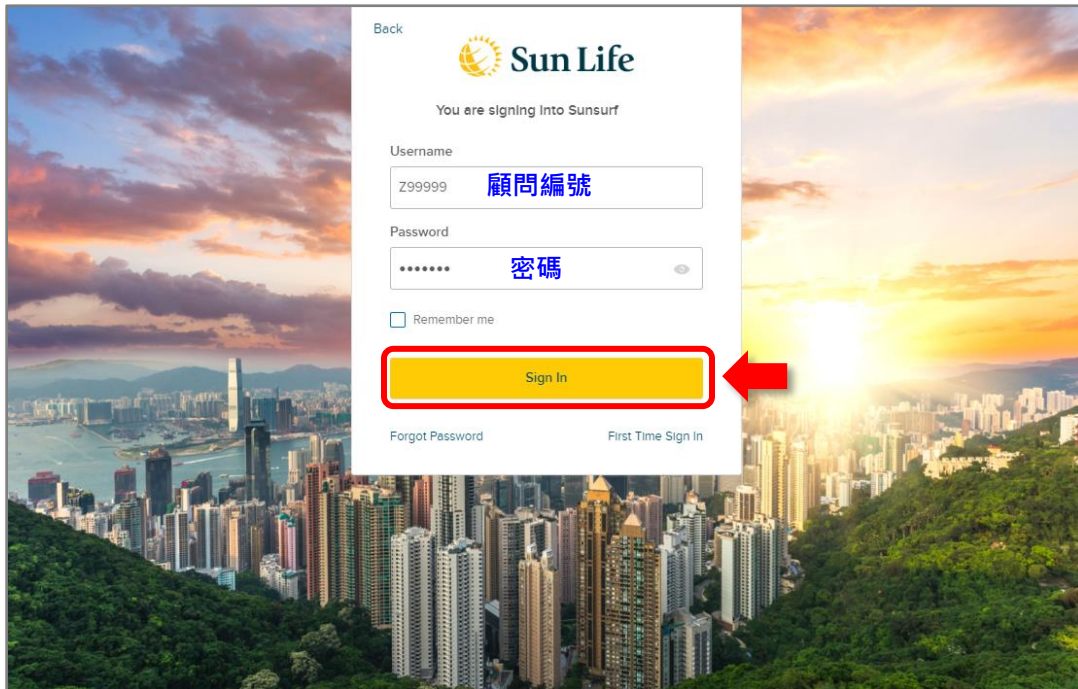 Back
Sun Life
You are signing into Sunsurf
Username
Z99999 顧問編號
Password
••••••• 密碼
Remember me
Sign In
Forgot Password First Time Sign In